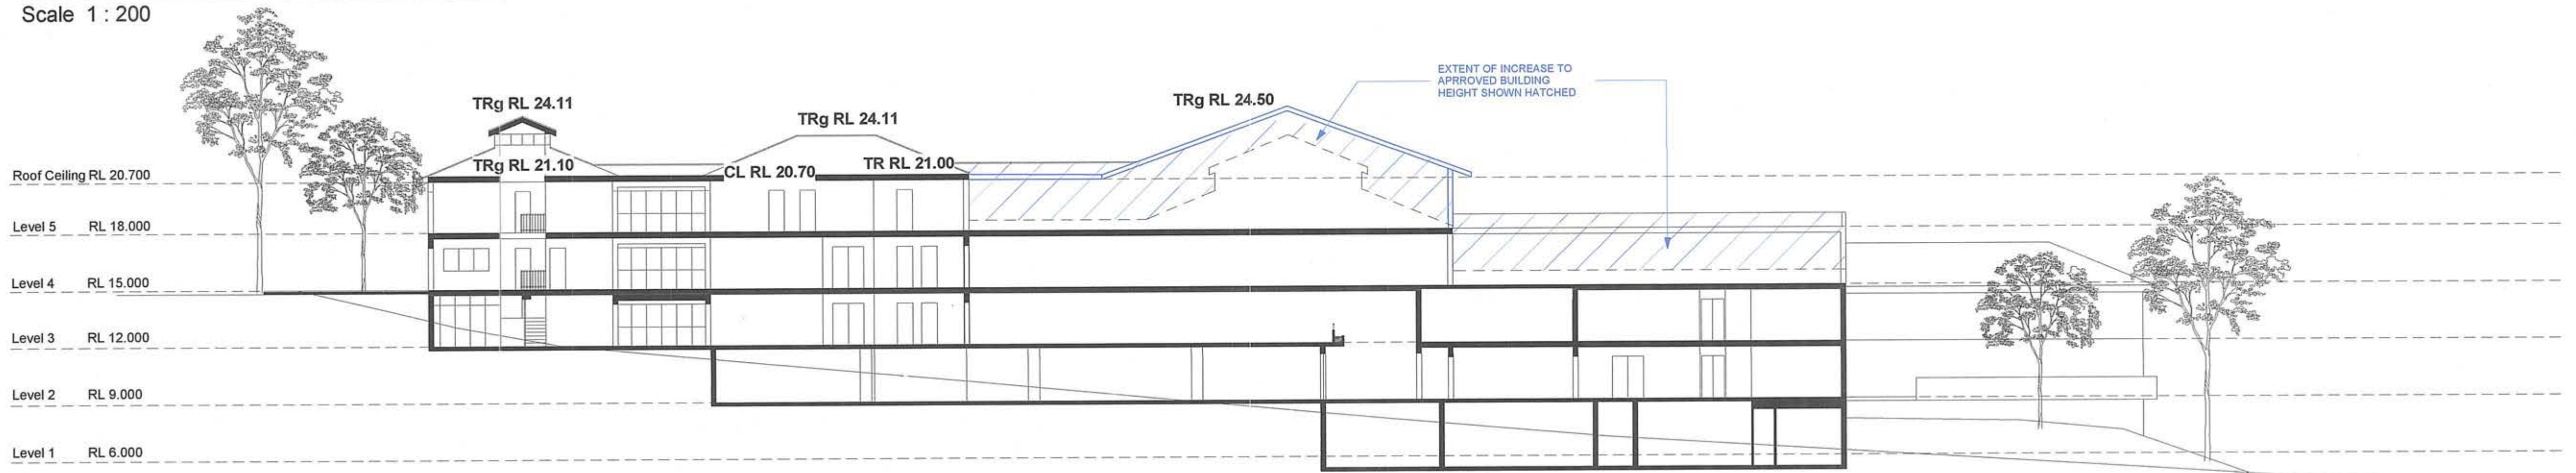 Scale 1 : 200
EXTENT OF INCREASE TO
APRROVED BUILDING
HEIGHT SHOWN HATCHED
TRg RL 24.11
TRg RL 24.11
TRg RL 24.50
TRg RL 21.10
CL RL 20.70
TR RL 21.00
Roof Ceiling RL 20.700
Level 5 RL 18.000
Level 4 RL 15.000
Level 3 RL 12.000
Level 2 RL 9.000
Level 1 RL 6.000